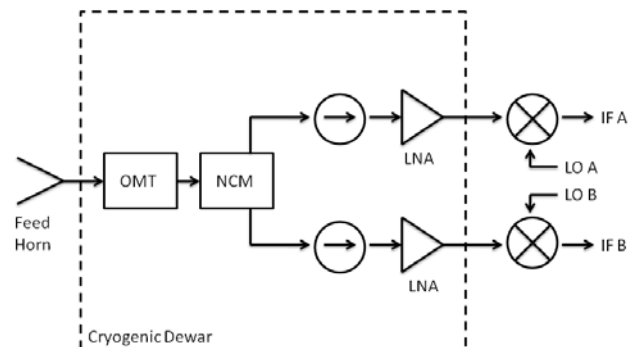 IF A
OMT
NCM
LNA
LO A
LO B
Feed
Horn
IF B
LNA
Cryogenic Dewar